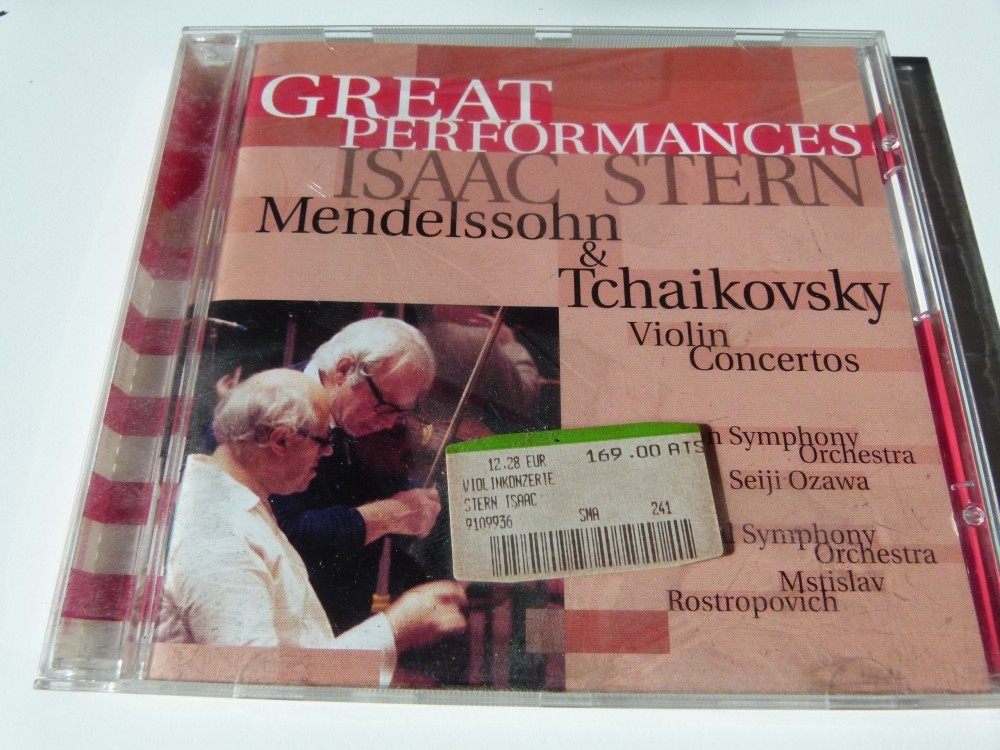 GREAT
PERFORMANCES
ISAAC STERN
Mendelssohn
&
Tchaikovsky
Violin
Concertos
Symphony
Orchestra
Seiji Ozawa
Symphony
Orchestra
Mstislav
Rostropovich
12.28 EUR 169.00 ATS
VIOLINKONZERTE
STERN ISAAC
9109936 SMA 241